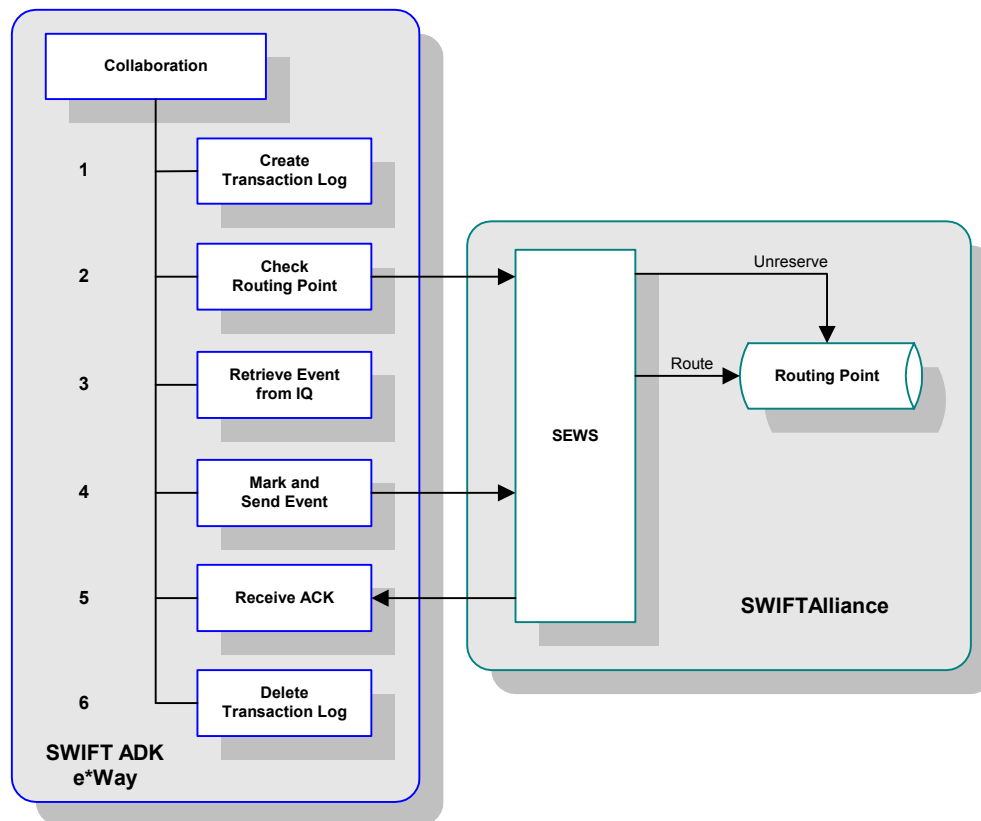 Collaboration
1
Create
Transaction Log
2
Check
Routing Point
3
Retrieve Event
from IQ
4
Mark and
Send Event
5
Receive ACK
6
Delete
Transaction Log
SWIFT ADK
e*Way
SEWS
Unreserve
Route
Routing Point
SWIFTAlliance